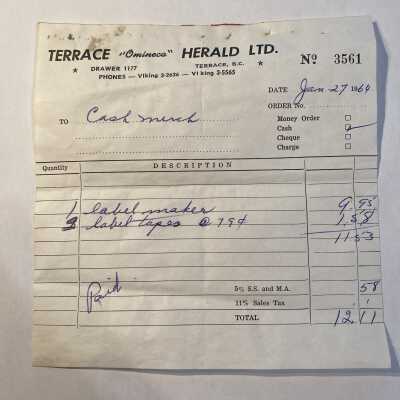 TERRACE "Omineca" HERALD LTD.
★ DRAWER 1177 TERRACE, B.C. ★
PHONES — Viking 3-2636 — Viking 3-5565
Nº 3561
DATE Jan 27 1964
ORDER No.
TO Cash merch
Money Order □
Cash □
Cheque □
Charge □
Quantity DESCRIPTION
1 label maker 9.95
label tapes @ 79¢ 1.58
11 53
Paid 5% S.S. and M.A. .58
11% Sales Tax
TOTAL 12.11